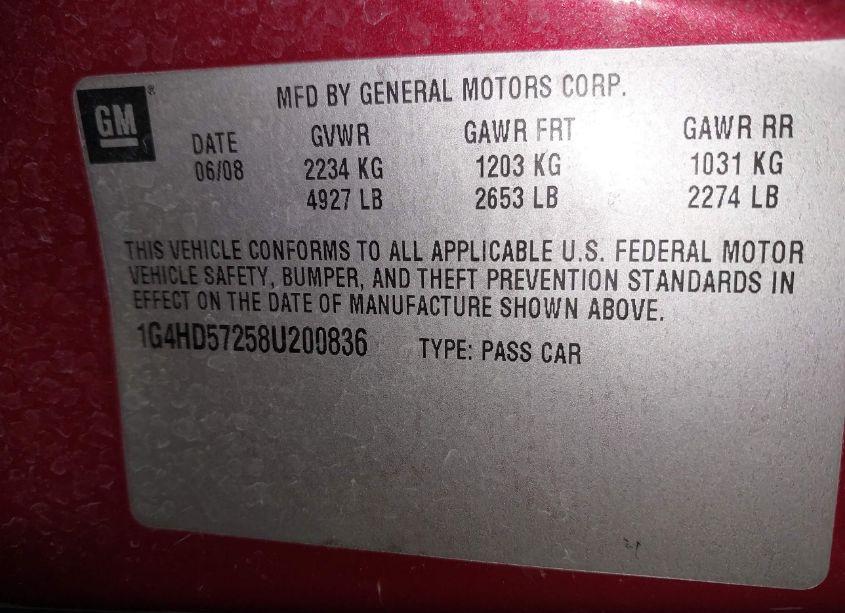 GM ®
MFD BY GENERAL MOTORS CORP.
DATE GVWR GAWR FRT GAWR RR
06/08 2234 KG 1203 KG 1031 KG
4927 LB 2653 LB 2274 LB
THIS VEHICLE CONFORMS TO ALL APPLICABLE U.S. FEDERAL MOTOR
VEHICLE SAFETY, BUMPER, AND THEFT PREVENTION STANDARDS IN
EFFECT ON THE DATE OF MANUFACTURE SHOWN ABOVE.
1G4HD57258U200836 TYPE: PASS CAR